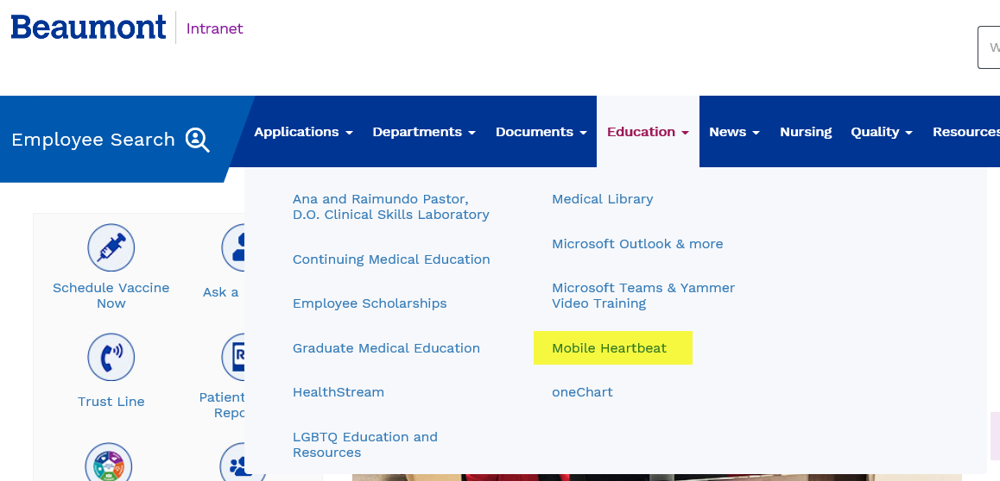 Beaumont
Intranet
W
Employee Search
Applications
Departments
Documents
Education
News
Nursing
Quality
Resources
Ana and Raimundo Pastor,
D.O. Clinical Skills Laboratory
Continuing Medical Education
Employee Scholarships
Graduate Medical Education
HealthStream
LGBTQ Education and
Resources
Medical Library
Microsoft Outlook & more
Microsoft Teams & Yammer
Video Training
Mobile Heartbeat
oneChart
Schedule Vaccine
Now
Ask a
Trust Line
Patient
Repo